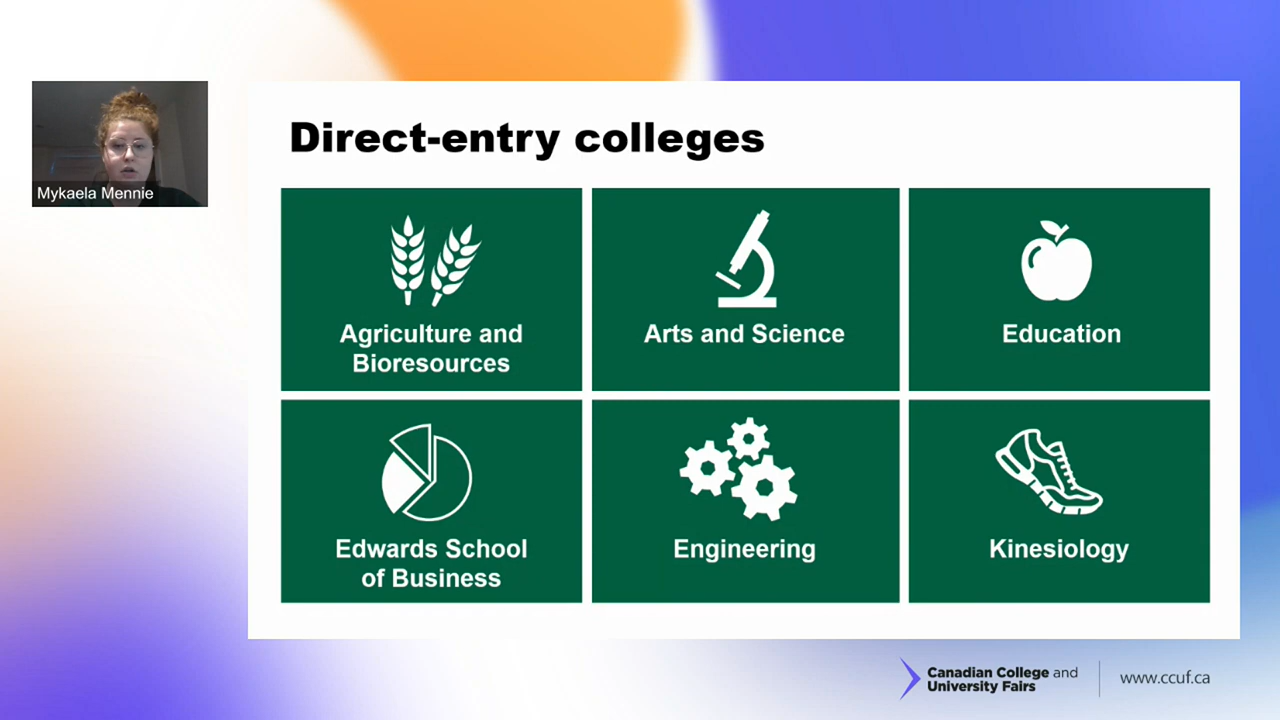 Direct-entry colleges
Mykaela Mennie
Agriculture and
Bioresources
Arts and Science
Education
Edwards School
of Business
Engineering
Kinesiology
Canadian College and
University Fairs
www.ccuf.ca